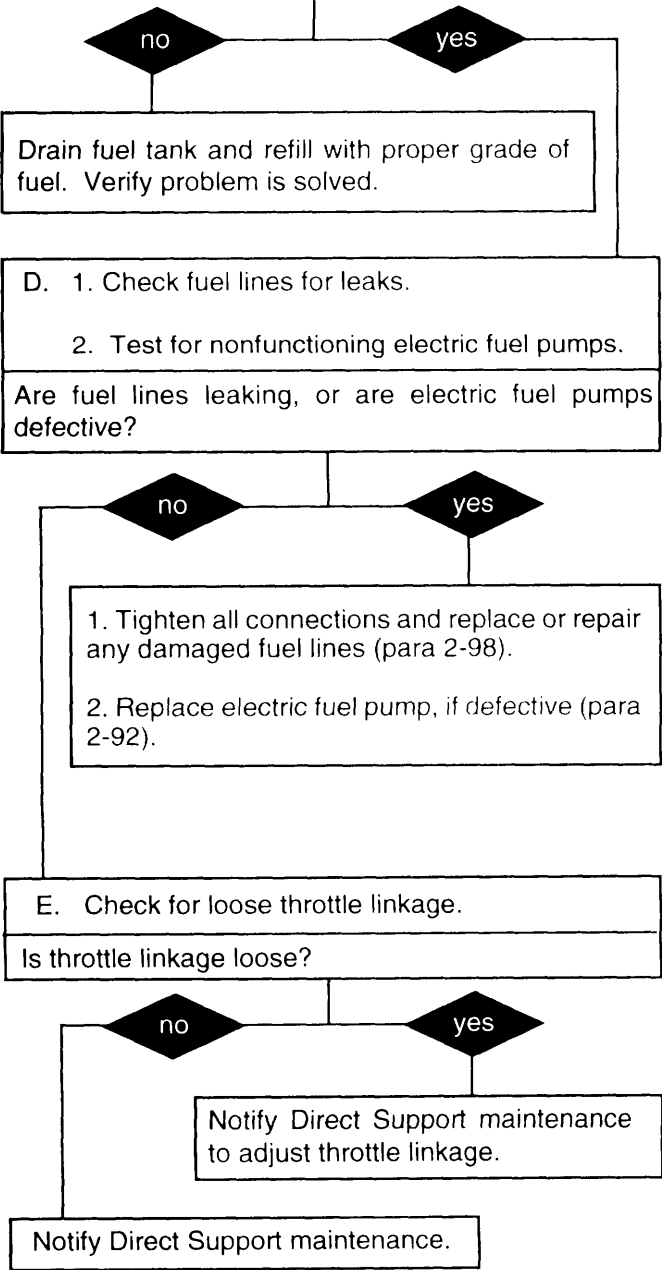 no
yes
Drain fuel tank and refill with proper grade of
fuel. Verify problem is solved.
D. 1. Check fuel lines for leaks.
2. Test for nonfunctioning electric fuel pumps.
Are fuel lines leaking, or are electric fuel pumps
defective?
no
yes
1. Tighten all connections and replace or repair
any damaged fuel lines (para 2-98).
2. Replace electric fuel pump, if defective (para
2-92).
E. Check for loose throttle linkage.
Is throttle linkage loose?
no
yes
Notify Direct Support maintenance
to adjust throttle linkage.
Notify Direct Support maintenance.